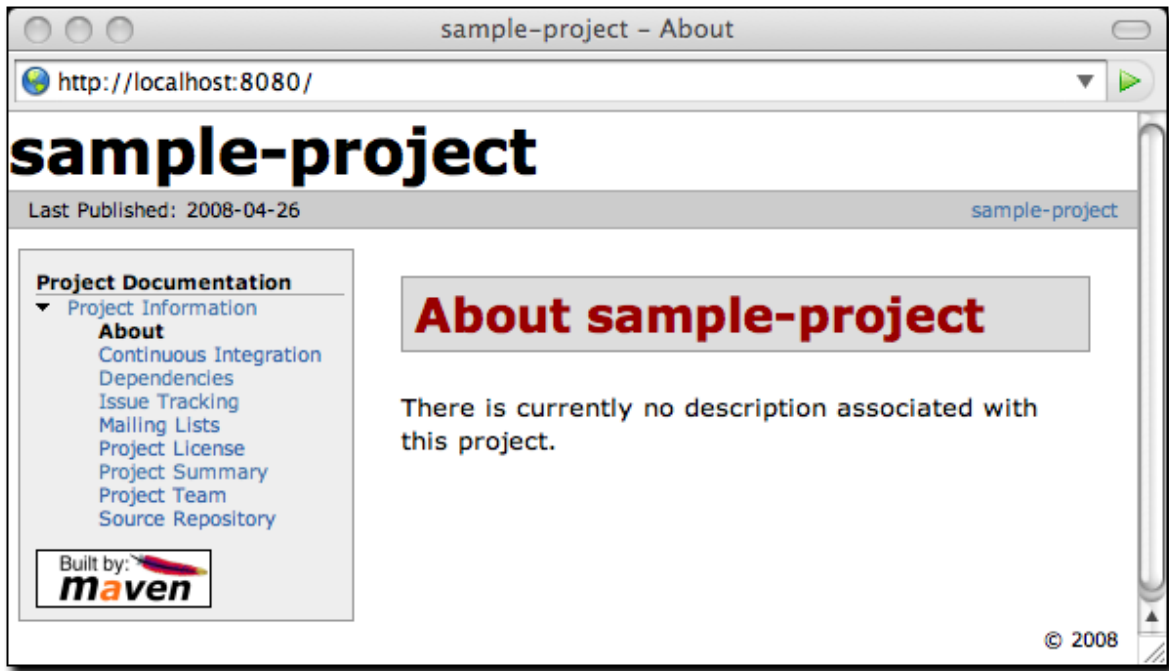 sample-project – About
http://localhost:8080/
sample-project
Last Published: 2008-04-26
sample-project
Project Documentation
Project Information
About
Continuous Integration
Dependencies
Issue Tracking
Mailing Lists
Project License
Project Summary
Project Team
Source Repository
Built by:
maven
About sample-project
There is currently no description associated with
this project.
© 2008